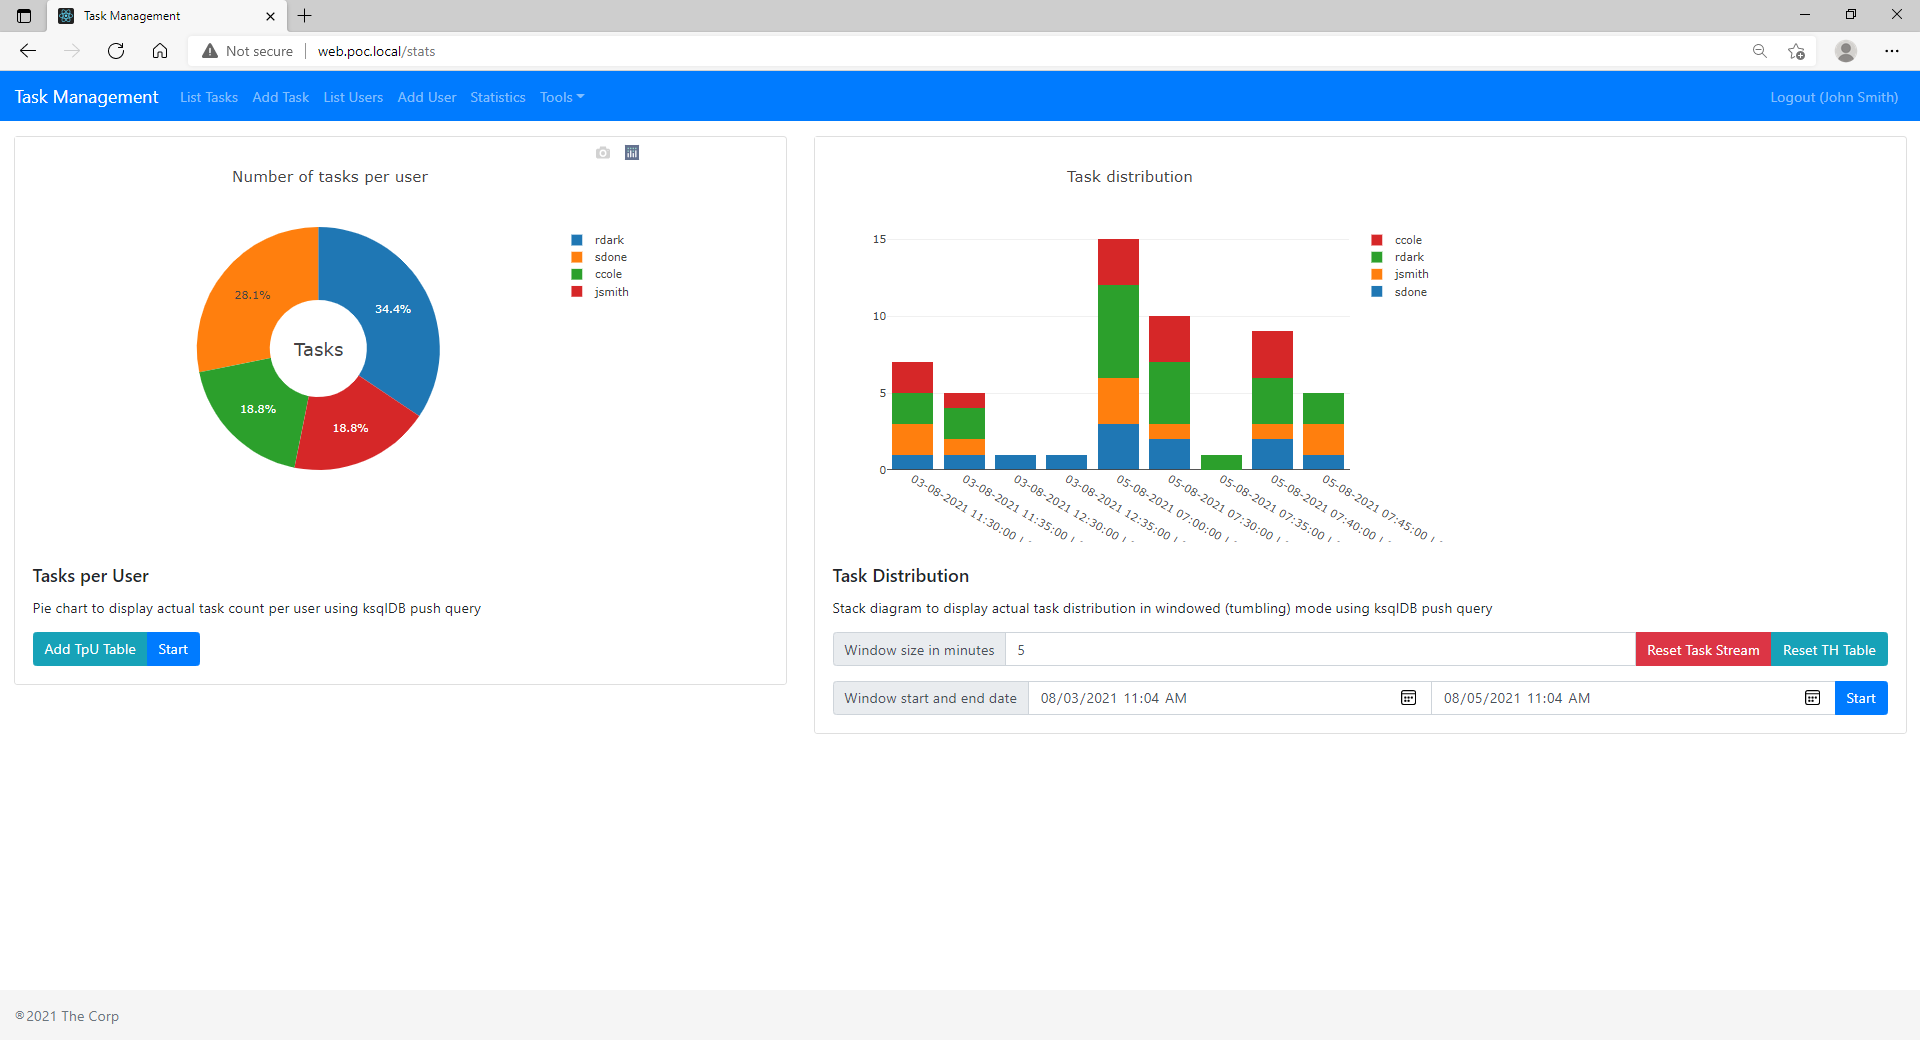 Task Management
Not secure web.poc.local/stats
Task Management List Tasks Add Task List Users Add User Statistics Tools Logout (John Smith)
Number of tasks per user
rdark
sdone
ccole
jsmith
28.1%
34.4%
Tasks
18.8%
18.8%
Tasks per User
Pie chart to display actual task count per user using ksqlDB push query
Add TpU Table Start
Task distribution
15
10
5
0
ccole
rdark
jsmith
sdone
03-08-2021 11:30:00
03-08-2021 11:35:00
03-08-2021 12:30:00
03-08-2021 12:35:00
05-08-2021 07:00:00
05-08-2021 07:30:00
05-08-2021 07:35:00
05-08-2021 07:40:00
05-08-2021 07:45:00
Task Distribution
Stack diagram to display actual task distribution in windowed (tumbling) mode using ksqlDB push query
Window size in minutes 5 Reset Task Stream Reset TH Table
Window start and end date 08/03/2021 11:04 AM 08/05/2021 11:04 AM Start
®2021 The Corp